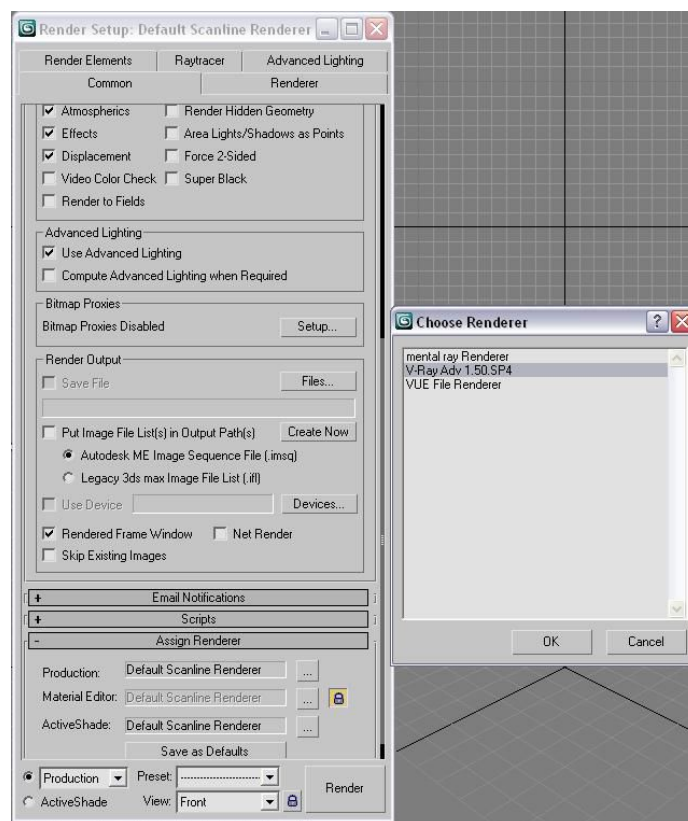 Render Setup: Default Scanline Renderer
Render Elements Raytracer Advanced Lighting
Common Renderer
Atmospherics Render Hidden Geometry
Effects Area Lights/Shadows as Points
Displacement Force 2-Sided
Video Color Check Super Black
Render to Fields
Advanced Lighting
Use Advanced Lighting
Compute Advanced Lighting when Required
Bitmap Proxies
Bitmap Proxies Disabled Setup...
Render Output
Save File Files...
Put Image File List(s) in Output Path(s) Create Now
Autodesk ME Image Sequence File (.imsq)
Legacy 3ds max Image File List (.ifl)
Use Device Devices...
Rendered Frame Window Net Render
Skip Existing Images
+ Email Notifications
+ Scripts
- Assign Renderer
Production: Default Scanline Renderer ...
Material Editor: Default Scanline Renderer ...
ActiveShade: Default Scanline Renderer ...
Save as Defaults
Production Preset: --------------------------
ActiveShade View: Front
Render
Choose Renderer ?
mental ray Renderer
V-Ray Adv 1.50.SP4
VUE File Renderer
OK Cancel